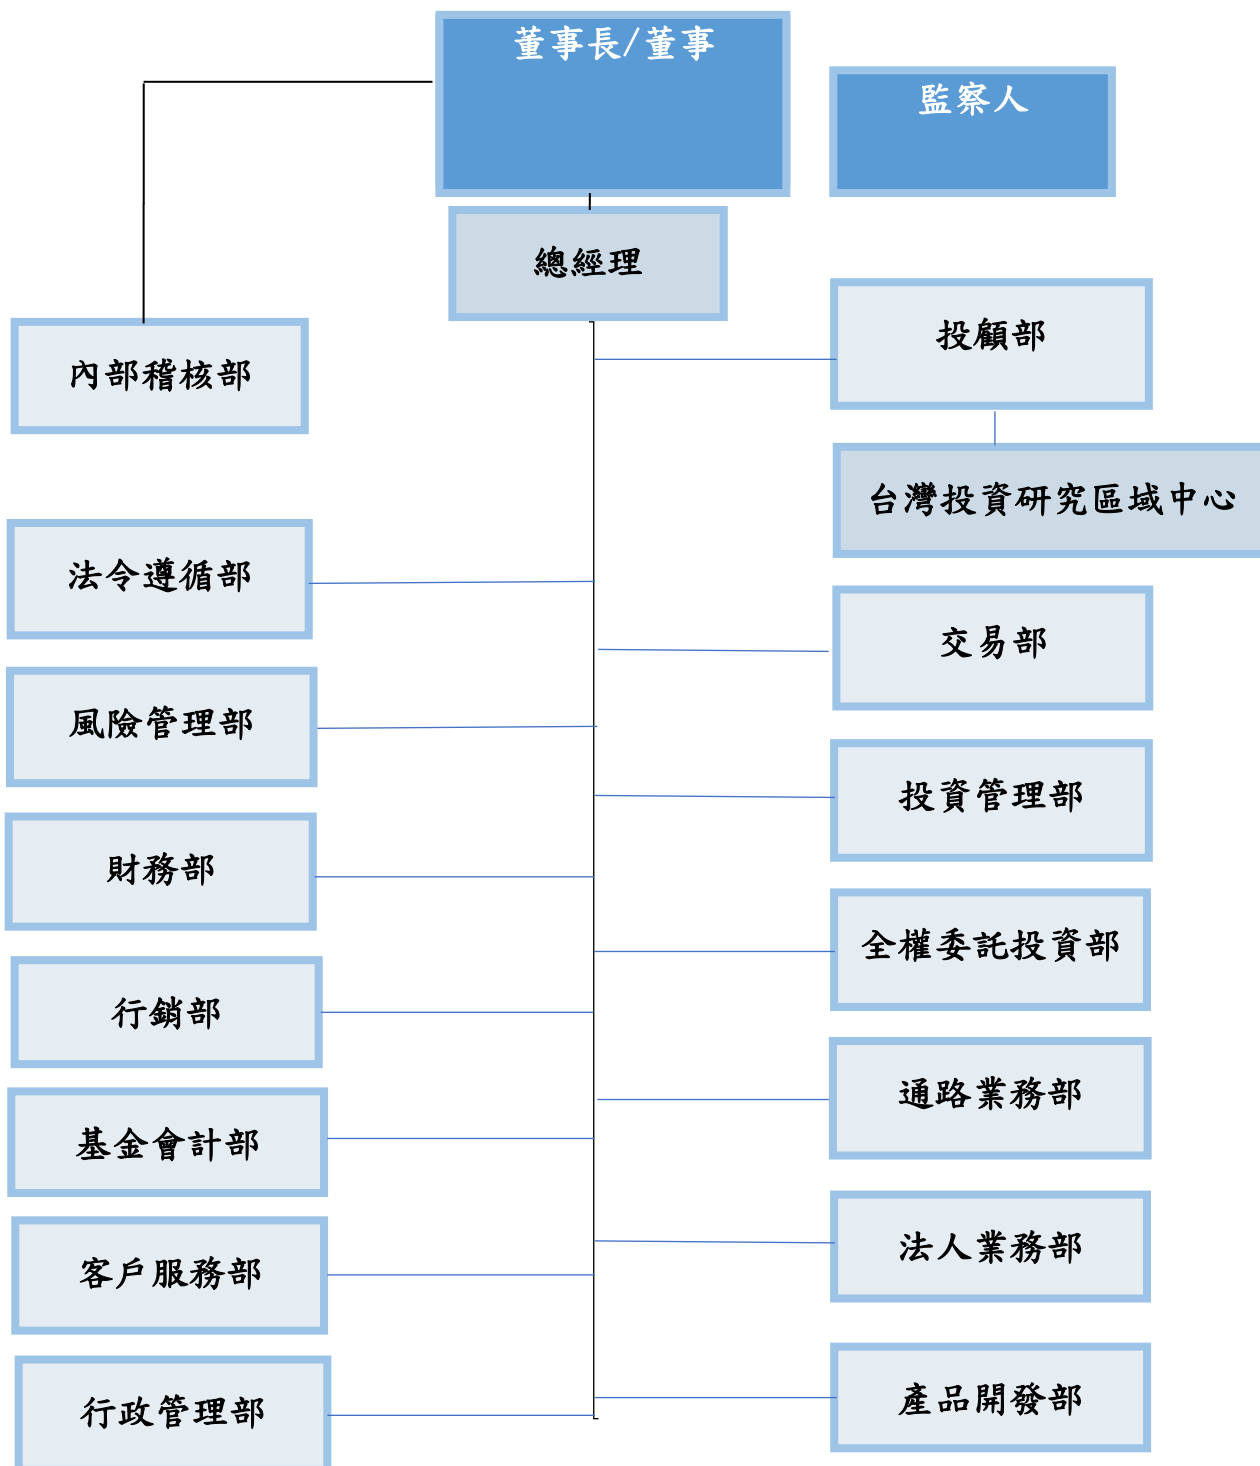 董事長/董事
監察人
總經理
投顧部
內部稽核部
台灣投資研究區域中心
法令遵循部
交易部
風險管理部
投資管理部
財務部
全權委託投資部
行銷部
通路業務部
基金會計部
法人業務部
客戶服務部
產品開發部
行政管理部